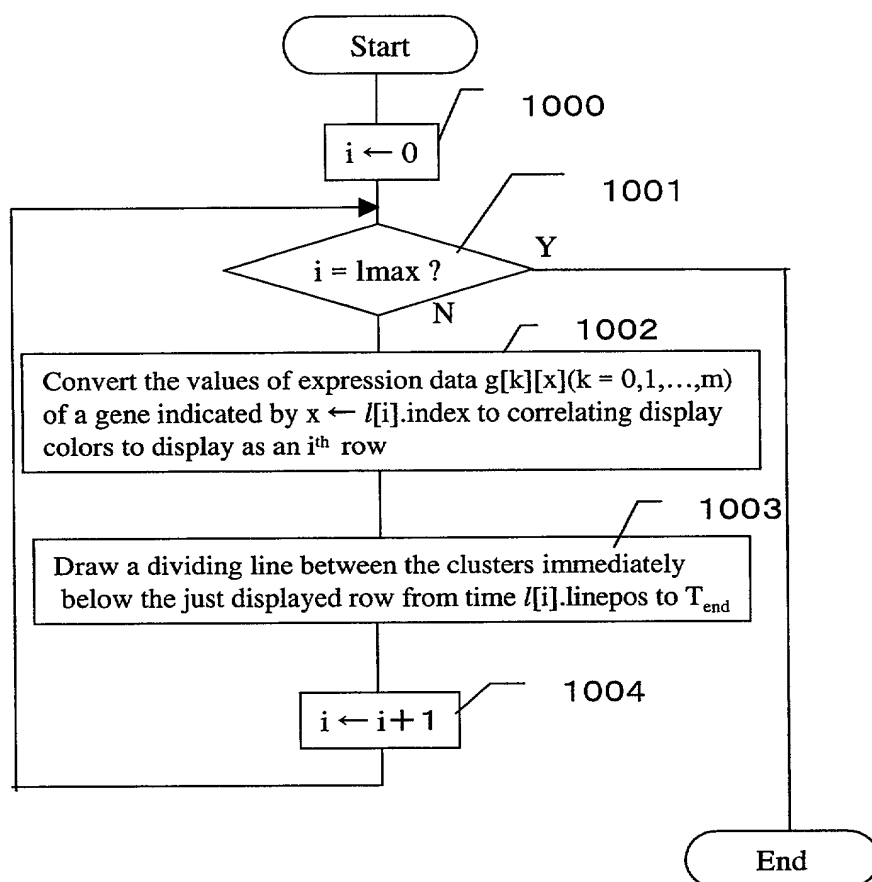 Start
1000
i ← 0
1001
i = lmax ?
Y
N
1002
Convert the values of expression data g[k][x](k = 0,1,…,m)
of a gene indicated by x ← l[i].index to correlating display
colors to display as an ith row
1003
Draw a dividing line between the clusters immediately
below the just displayed row from time l[i].linepos to Tend
1004
i ← i+1
End